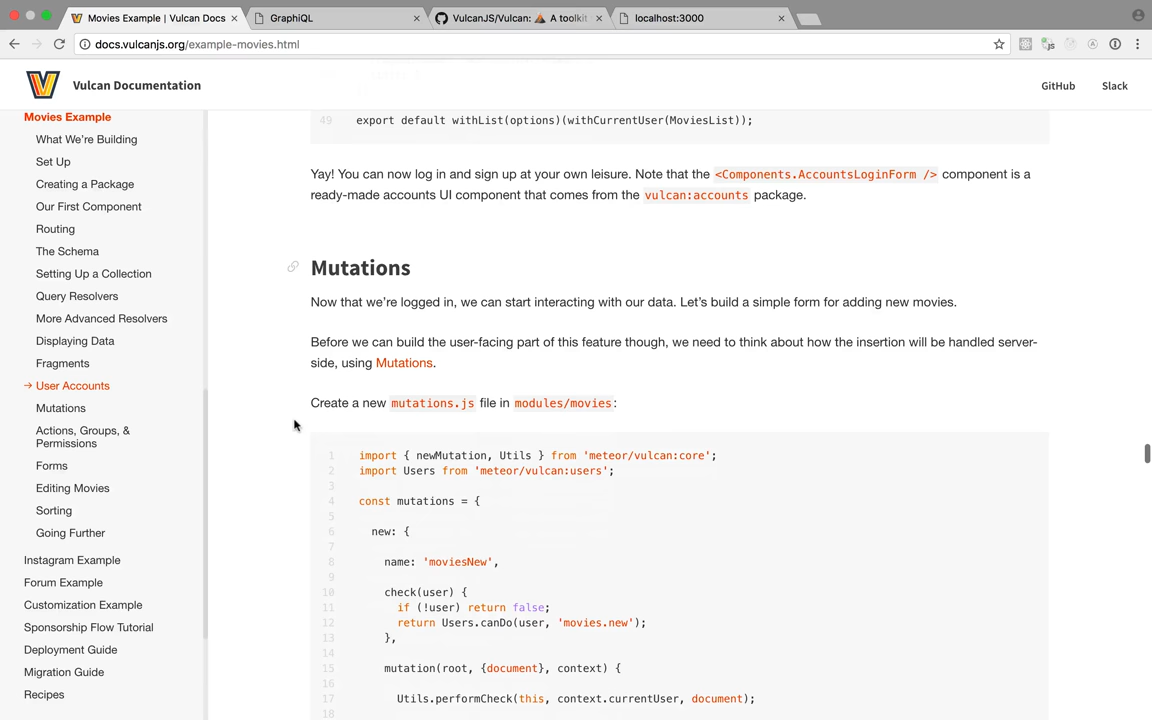 Movies Example | Vulcan Docs
GraphiQL
VulcanJS/Vulcan: A toolkit
localhost:3000
docs.vulcanjs.org/example-movies.html
Vulcan Documentation
GitHub
Slack
Movies Example
What We're Building
Set Up
Creating a Package
Our First Component
Routing
The Schema
Setting Up a Collection
Query Resolvers
More Advanced Resolvers
Displaying Data
Fragments
→ User Accounts
Mutations
Actions, Groups, &
Permissions
Forms
Editing Movies
Sorting
Going Further
Instagram Example
Forum Example
Customization Example
Sponsorship Flow Tutorial
Deployment Guide
Migration Guide
Recipes
49 export default withList(options)(withCurrentUser(MoviesList));
Yay! You can now log in and sign up at your own leisure. Note that the <Components.AccountsLoginForm /> component is a
ready-made accounts UI component that comes from the vulcan:accounts package.
Mutations
Now that we're logged in, we can start interacting with our data. Let's build a simple form for adding new movies.
Before we can build the user-facing part of this feature though, we need to think about how the insertion will be handled server-
side, using Mutations.
Create a new mutations.js file in modules/movies:
1 import { newMutation, Utils } from 'meteor/vulcan:core';
2 import Users from 'meteor/vulcan:users';
3
4 const mutations = {
5
6 new: {
7
8 name: 'moviesNew',
9
10 check(user) {
11 if (!user) return false;
12 return Users.canDo(user, 'movies.new');
13 },
14
15 mutation(root, {document}, context) {
16
17 Utils.performCheck(this, context.currentUser, document);
18